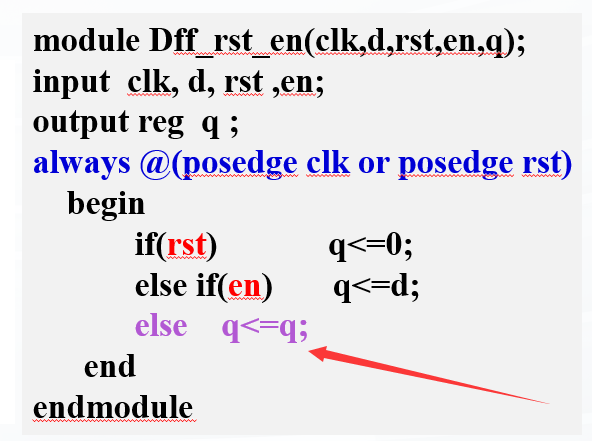 module Dff_rst_en(clk,d,rst,en,q);
input clk, d, rst ,en;
output reg q ;
always @(posedge clk or posedge rst)
begin
if(rst) q<=0;
else if(en) q<=d;
else q<=q;
end
endmodule